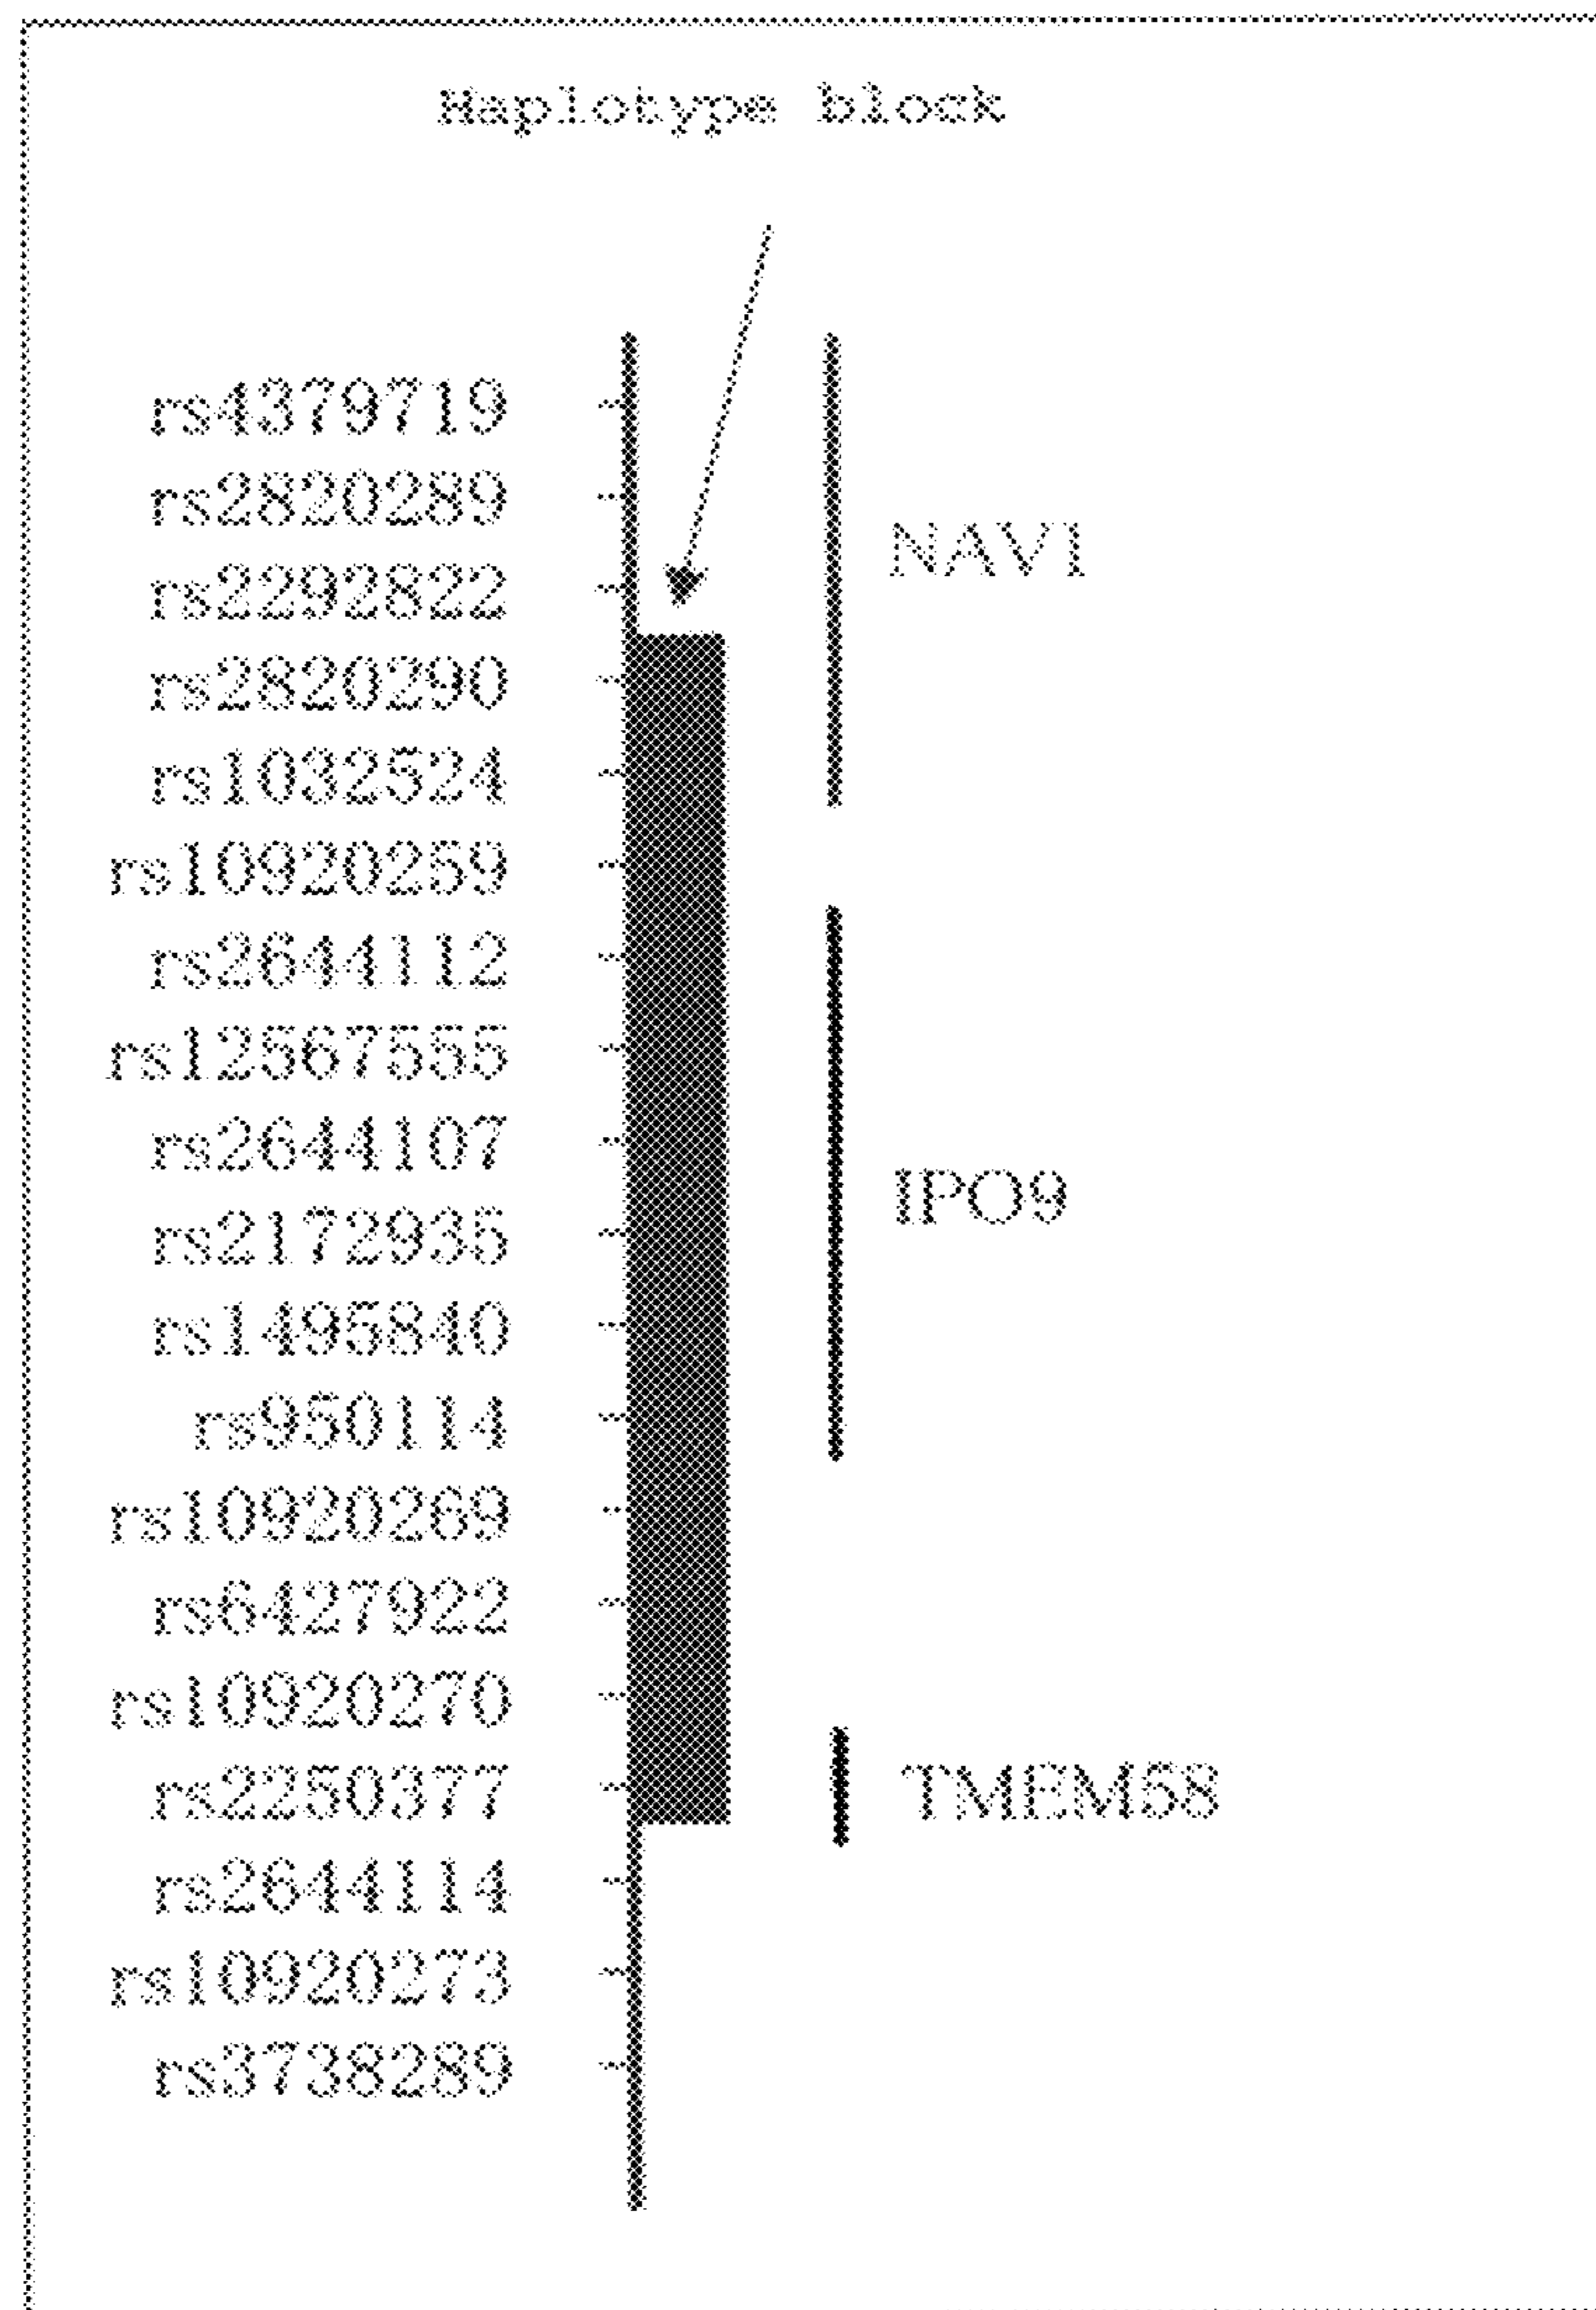 Haplotype block
rs4379719
rs2820289
NAV1
rs2292822
rs2820290
rs1032524
rs10920259
rs2644112
rs12567555
rs2644107
IPO9
rs2172935
rs1495840
rs950114
rs10920269
rs6427922
rs10920270
rs2250377
TMEM58
rs2644114
rs10920273
rs3738289